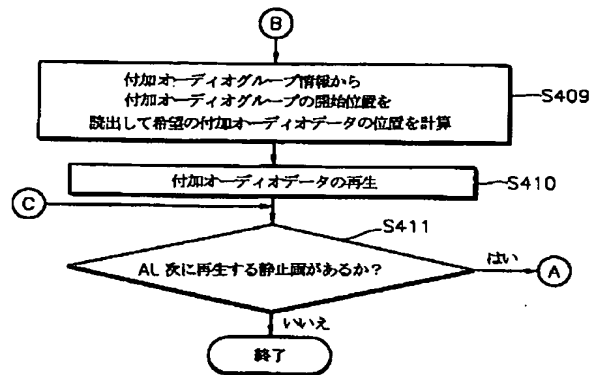 B
付加オーディオグループ情報から
付加オーディオグループの開始位置を
読出して希望の付加オーディオデータの位置を計算
S409
付加オーディオデータの再生
S410
C
S411
AL 次に再生する静止画があるか?
はい
A
いいえ
終了